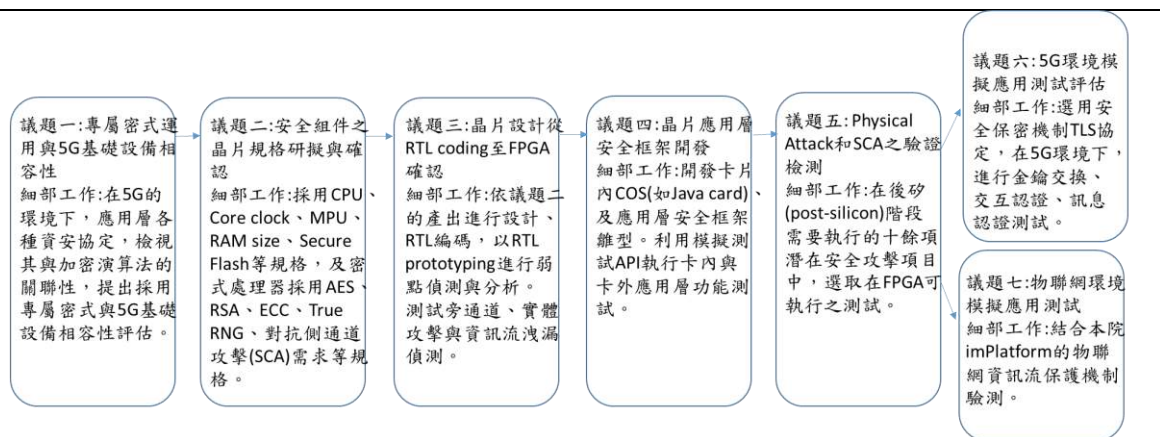 議題一:專屬密式運
用與5G基礎設備相
容性
細部工作:在5G的
環境下，應用層各
種資安協定，檢視
其與加密演算法的
關聯性，提出採用
專屬密式與5G基礎
設備相容性評估。
議題二:安全組件之
晶片規格研擬與確
認
細部工作:採用CPU、
Core clock、MPU、
RAM size、Secure
Flash等規格，及密
式處理器採用AES、
RSA、ECC、True
RNG、對抗側通道
攻擊(SCA)需求等規
格。
議題三:晶片設計從
RTL coding至FPGA
確認
細部工作:依議題二
的產出進行設計、
RTL編碼，以RTL
prototyping進行弱
點偵測與分析。
測試旁通道、實體
攻擊與資訊流洩漏
偵測。
議題四:晶片應用層
安全框架開發
細部工作:開發卡片
內COS(如Java card)、
及應用層安全框架
雛型。利用模擬測
試API執行卡內與
卡外應用層功能測
試。
議題五: Physical
Attack和SCA之驗證
檢測
細部工作:在後矽
(post-silicon)階段
需要執行的十餘項
潛在安全攻擊項目
中，選取在FPGA可
執行之測試。
議題六:5G環境模
擬應用測試評估
細部工作:選用安
全保密機制TLS協
定，在5G環境下，
進行金鑰交換、
交互認證、訊息
認證測試。
議題七:物聯網環境
模擬應用測試
細部工作:結合本院
imPlatform的物聯
網資訊流保護機制
驗測。